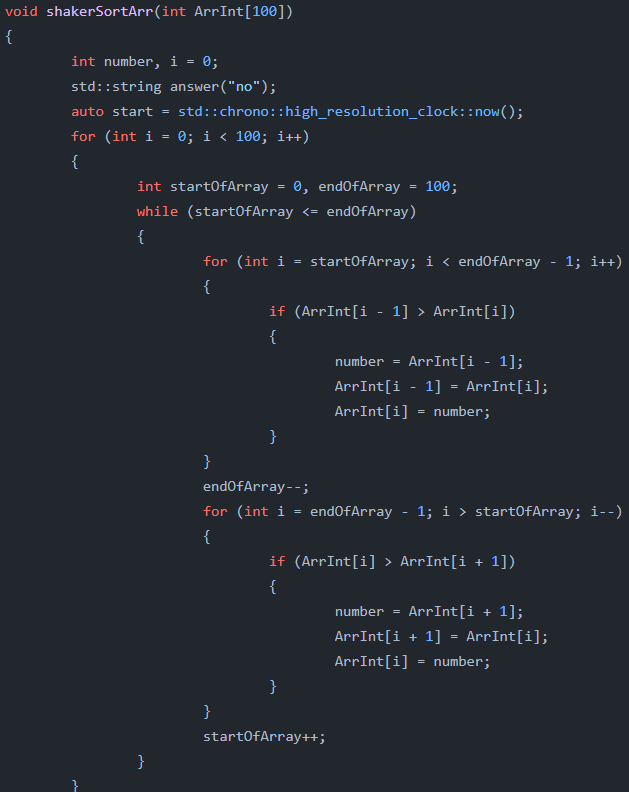 void shakerSortArr(int ArrInt[100])
{
int number, i = 0;
std::string answer("no");
auto start = std::chrono::high_resolution_clock::now();
for (int i = 0; i < 100; i++)
{
int startOfArray = 0, endOfArray = 100;
while (startOfArray <= endOfArray)
{
for (int i = startOfArray; i < endOfArray - 1; i++)
{
if (ArrInt[i - 1] > ArrInt[i])
{
number = ArrInt[i - 1];
ArrInt[i - 1] = ArrInt[i];
ArrInt[i] = number;
}
}
endOfArray--;
for (int i = endOfArray - 1; i > startOfArray; i--)
{
if (ArrInt[i] > ArrInt[i + 1])
{
number = ArrInt[i + 1];
ArrInt[i + 1] = ArrInt[i];
ArrInt[i] = number;
}
}
startOfArray++;
}
}